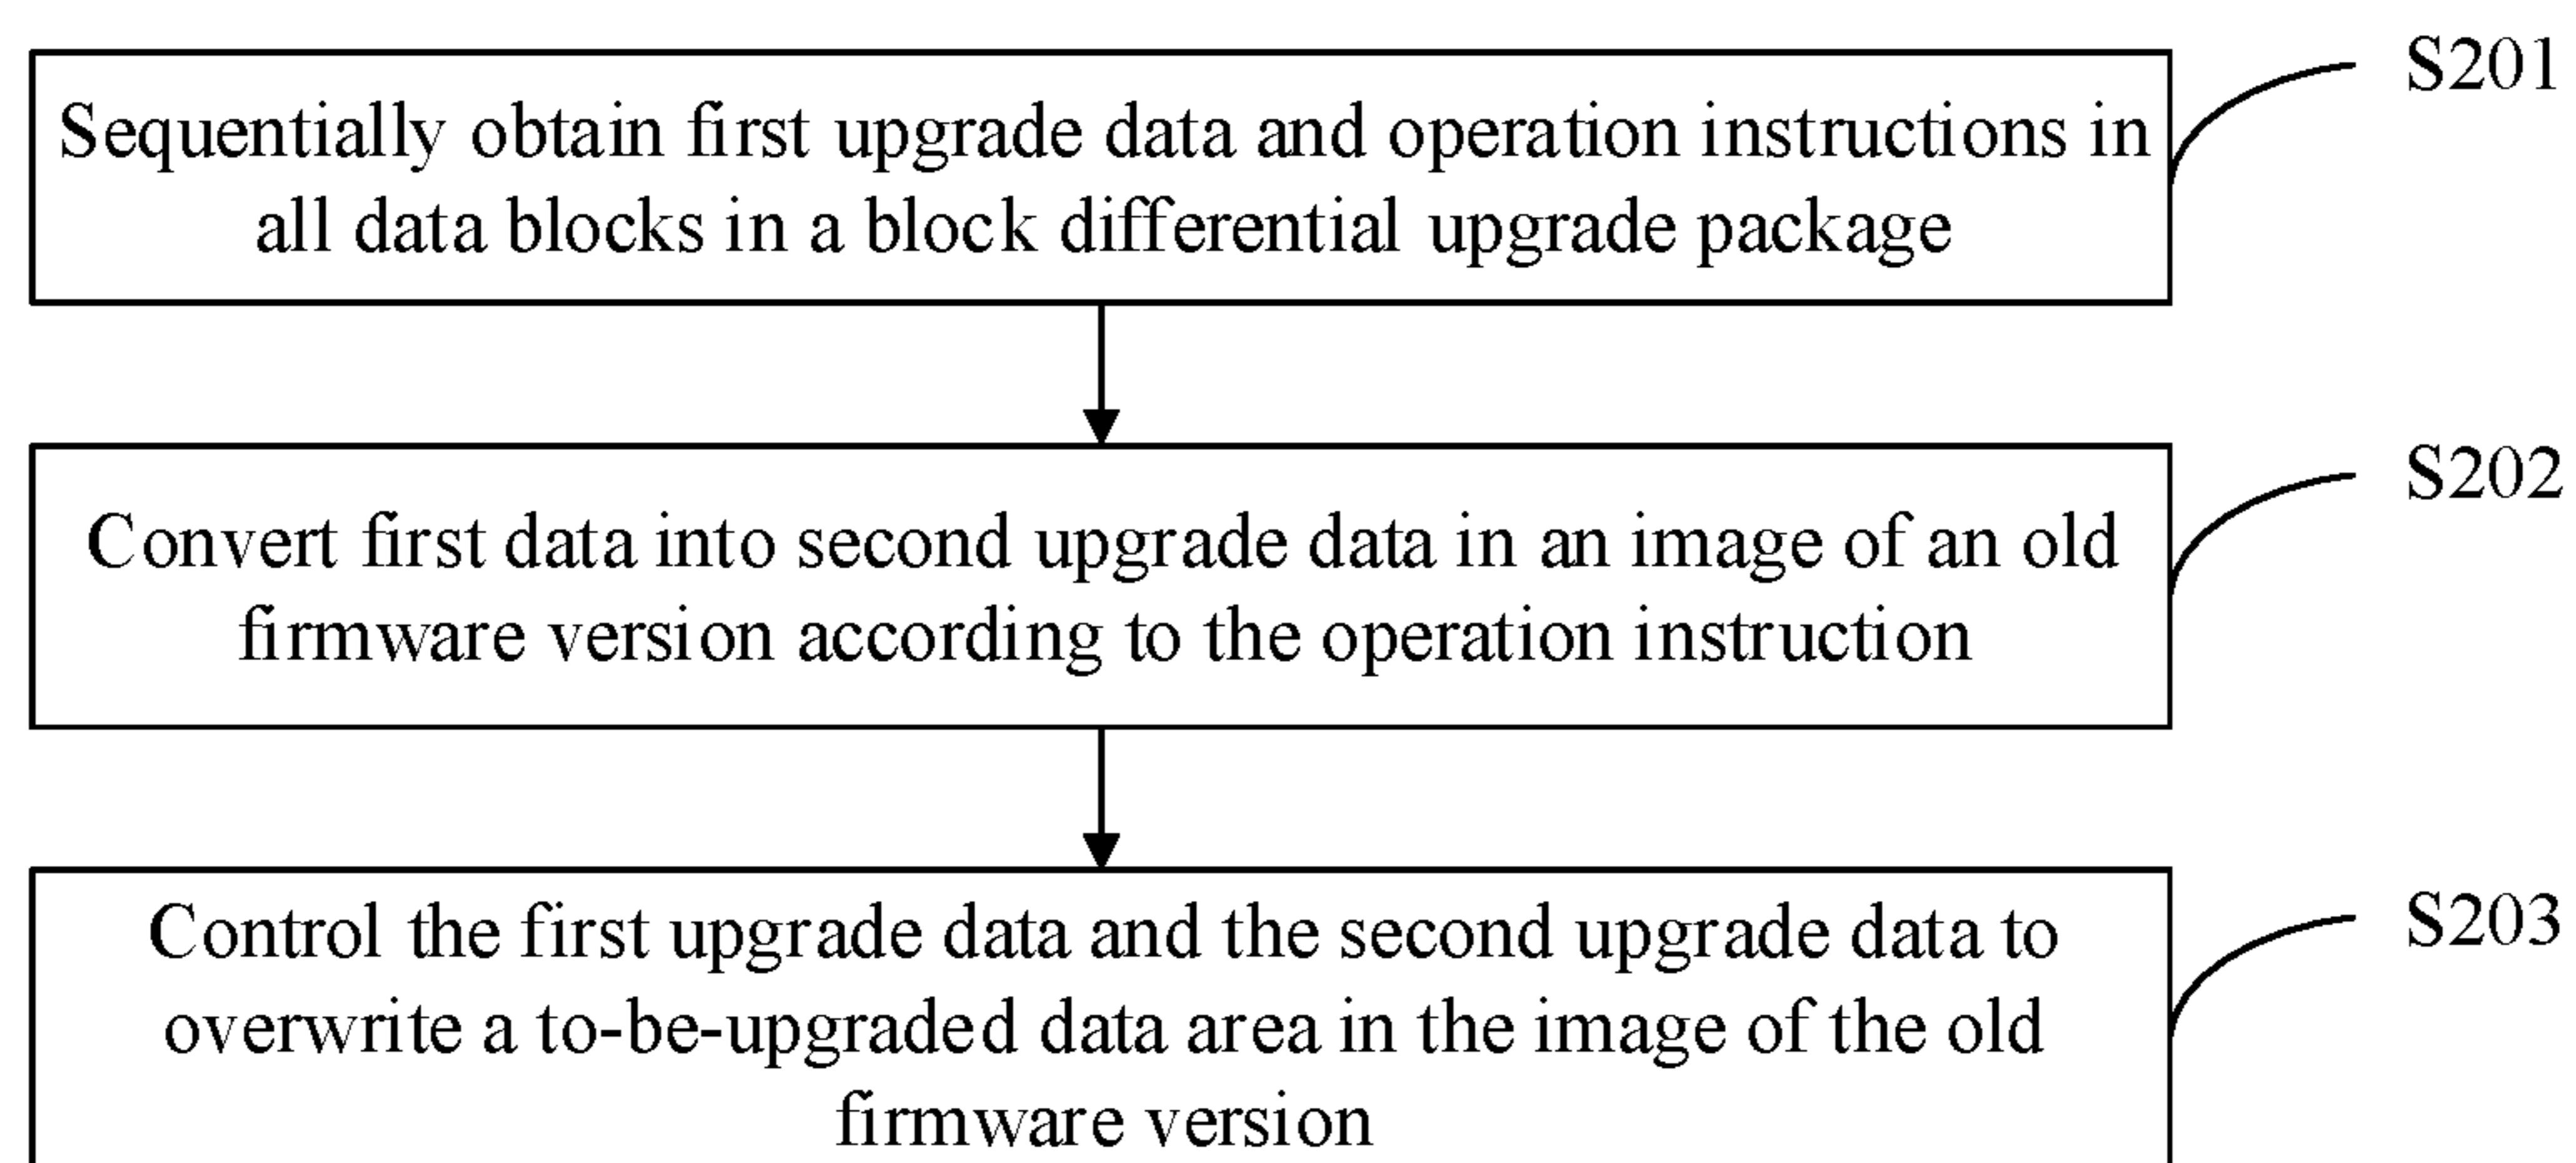 S201
Sequentially obtain first upgrade data and operation instructions in
all data blocks in a block differential upgrade package
S202
Convert first data into second upgrade data in an image of an old
firmware version according to the operation instruction
S203
Control the first upgrade data and the second upgrade data to
overwrite a to-be-upgraded data area in the image of the old
firmware version